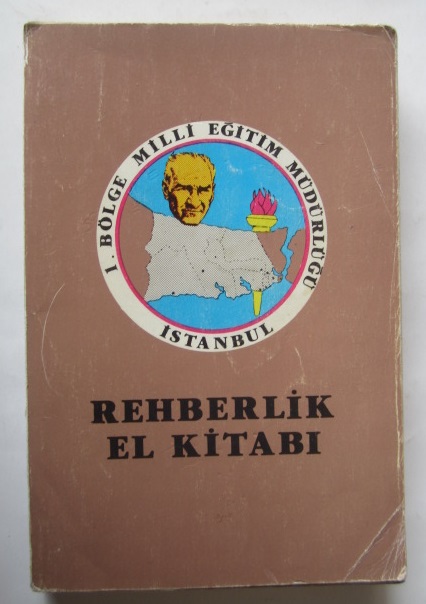 1. BÖLGE MİLLİ EĞİTİM MÜDÜRLÜĞÜ
İSTANBUL
REHBERLİK
EL KİTABI